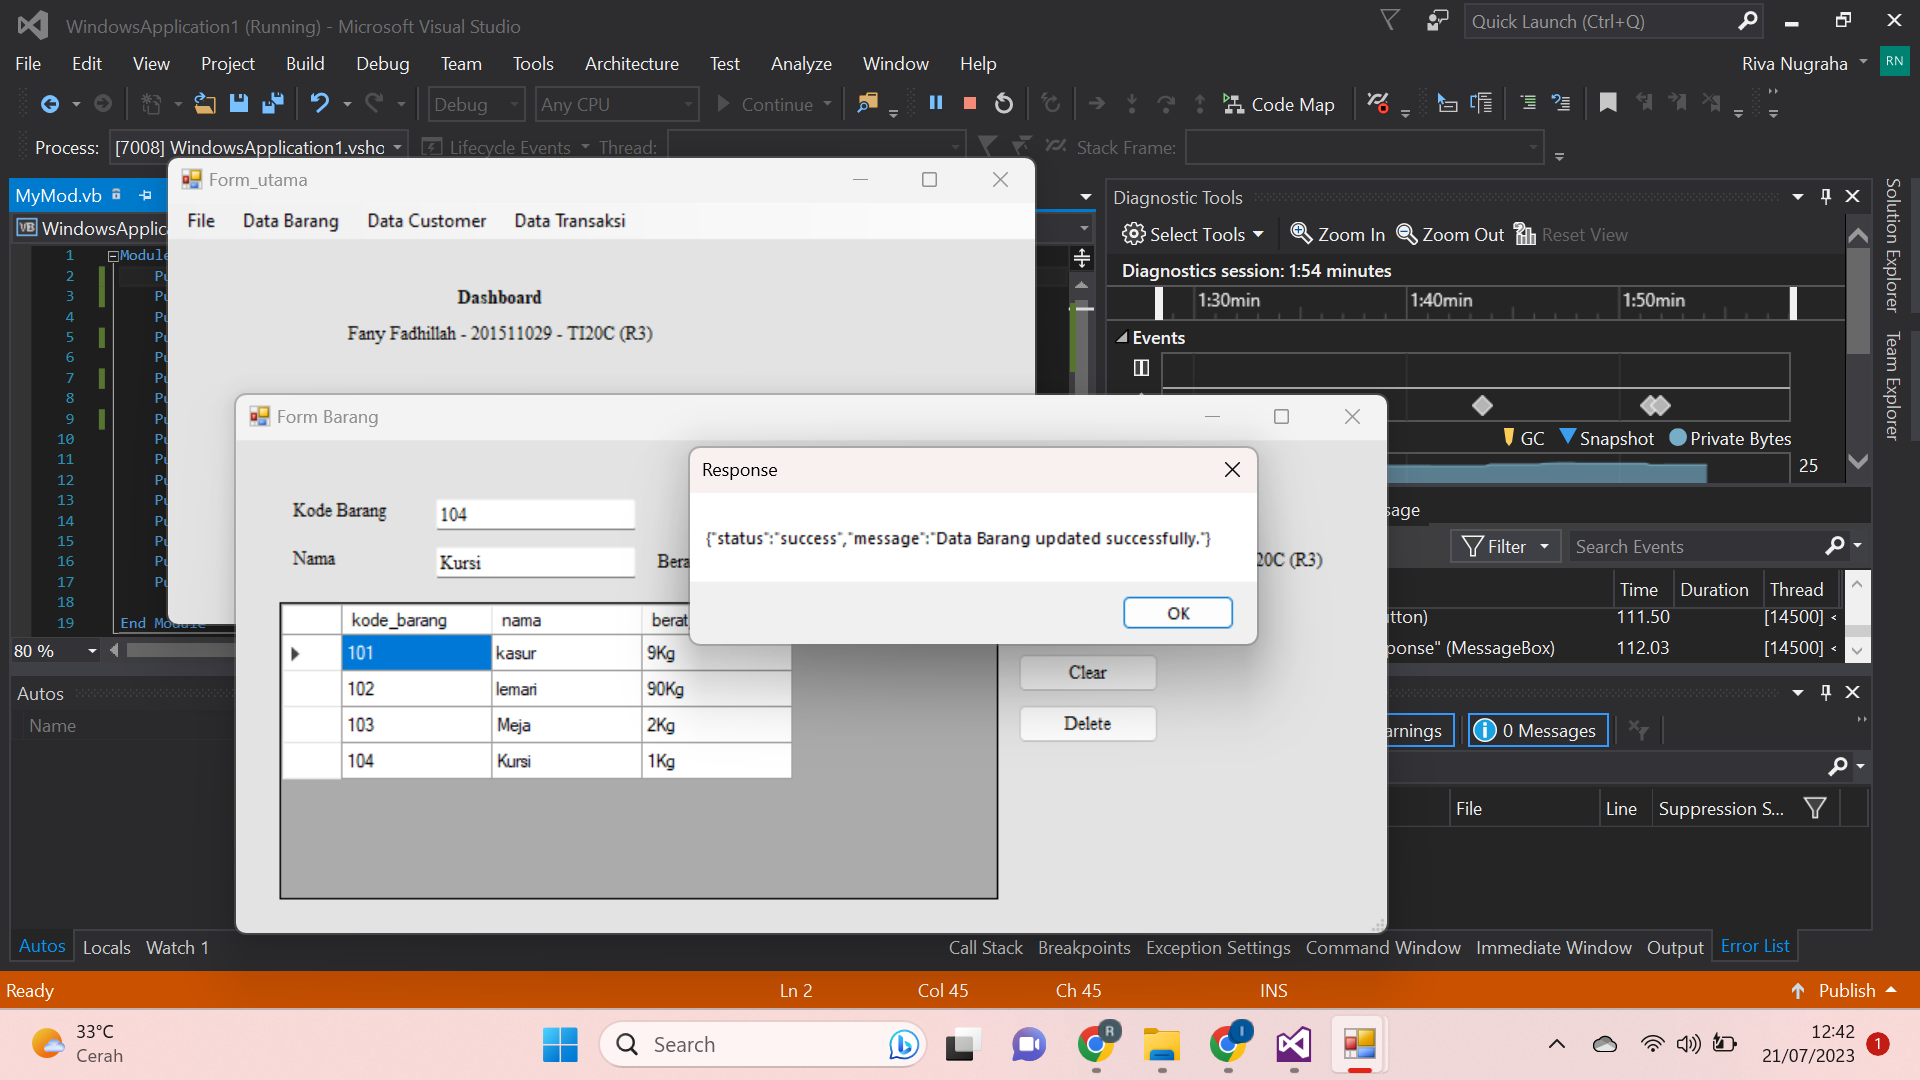 WindowsApplication1 (Running) - Microsoft Visual Studio
Quick Launch (Ctrl+Q)
File Edit View Project Build Debug Team Tools Architecture Test Analyze Window Help
Riva Nugraha RN
Debug Any CPU Continue Code Map
Process: [7008] WindowsApplication1.vsho Lifecycle Events Thread: Stack Frame:
MyMod.vb
WindowsApplic
Form_utama
File Data Barang Data Customer Data Transaksi
Dashboard
Fany Fadhillah - 201511029 - TI20C (R3)
1 Module
2 Pu
3 Pu
4 Pu
5 Pu
6 Pu
7 Pu
8 Pu
9 Pu
10 Pu
11 Pu
12 Pu
13 Pu
14 Pu
15 Pu
16 Pu
17 Pu
18
19 End Module
80 %
Diagnostic Tools
Select Tools Zoom In Zoom Out Reset View
Diagnostics session: 1:54 minutes
1:30min 1:40min 1:50min
Events
GC Snapshot Private Bytes
25
sage
Filter Search Events
Time Duration Thread
tton) 111.50 [14500] <
ponse" (MessageBox) 112.03 [14500] <
Solution Explorer
Team Explorer
Form Barang
Kode Barang 104
Nama Kursi Bera
20C (R3)
Response
{"status":"success","message":"Data Barang updated successfully."}
OK
kode_barang nama berat
101 kasur 9Kg
102 lemari 90Kg
103 Meja 2Kg
104 Kursi 1Kg
Clear
Delete
Autos
Name
arnings 0 Messages
File Line Suppression S...
Autos Locals Watch 1
Call Stack Breakpoints Exception Settings Command Window Immediate Window Output Error List
Ready Ln 2 Col 45 Ch 45 INS Publish
33°C
Cerah
Search
R
I
12:42
21/07/2023
1